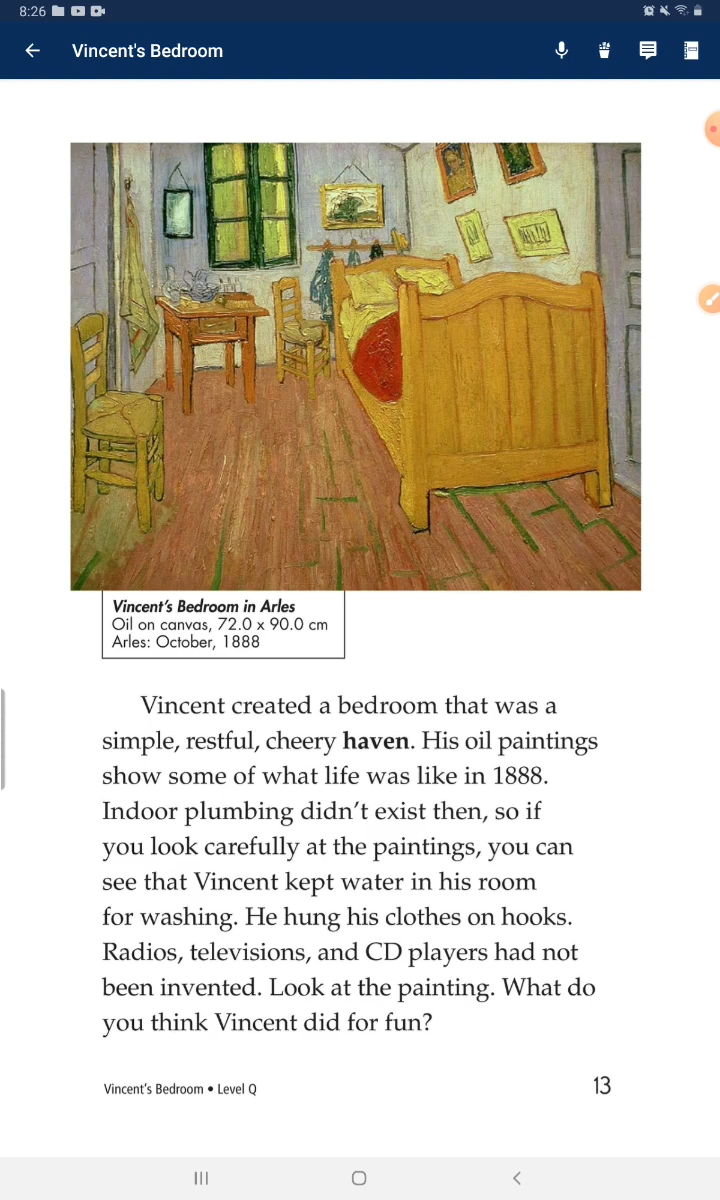 8:26
Vincent's Bedroom
Vincent's Bedroom in Arles
Oil on canvas, 72.0 x 90.0 cm
Arles: October, 1888
Vincent created a bedroom that was a
simple, restful, cheery haven. His oil paintings
show some of what life was like in 1888.
Indoor plumbing didn't exist then, so if
you look carefully at the paintings, you can
see that Vincent kept water in his room
for washing. He hung his clothes on hooks.
Radios, televisions, and CD players had not
been invented. Look at the painting. What do
you think Vincent did for fun?
Vincent's Bedroom • Level Q
13